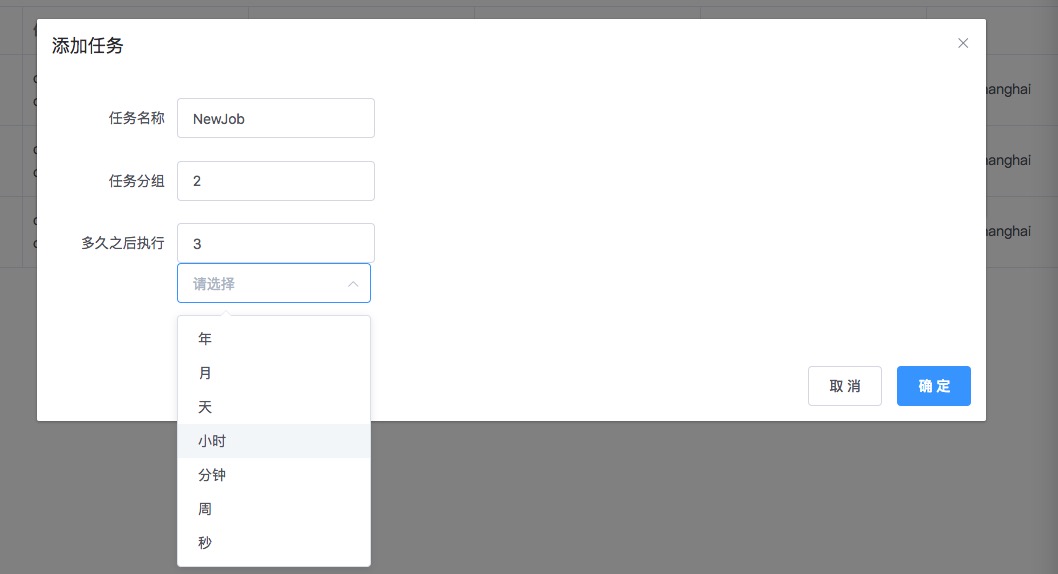 添加任务
任务名称
NewJob
任务分组
2
多久之后执行
3
请选择
年
月
天
小时
分钟
周
秒
取 消
确 定
hanghai
hanghai
hanghai